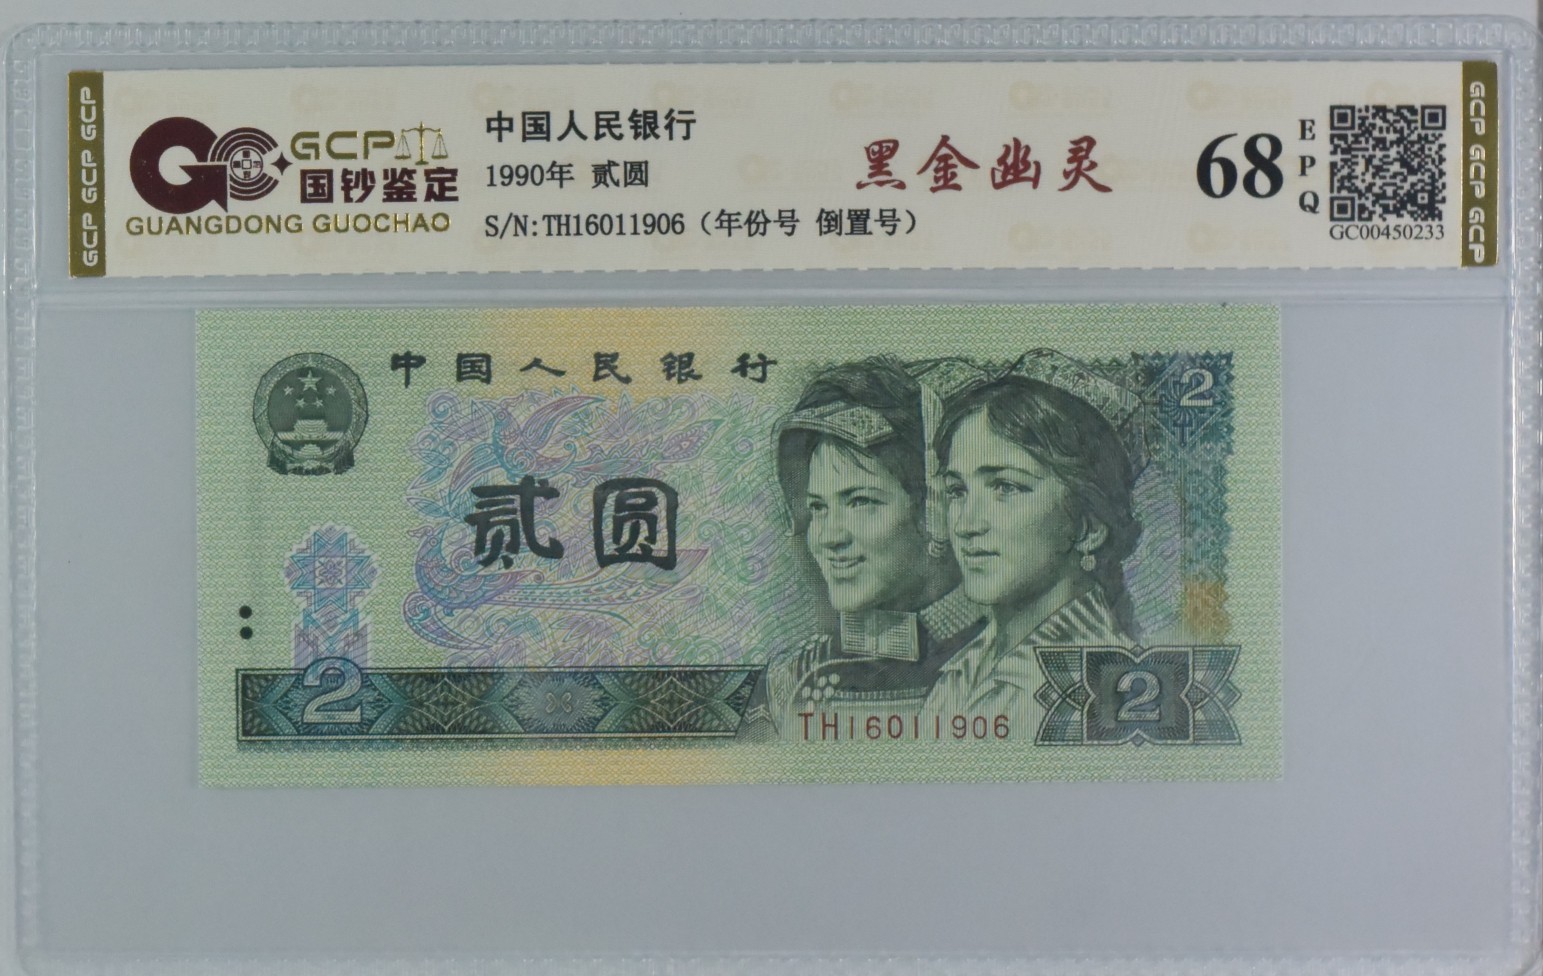 GCP GCP GCP
GCP
国钞鉴定
GUANGDONG GUOCHAO
中国人民银行
1990年 贰圆
S/N:TH16011906（年份号 倒置号）
黑金幽灵
68
EPQ
GC00450233
GCP GCP GCP
中国人民银行
2
贰圆
2
TH16011906
2